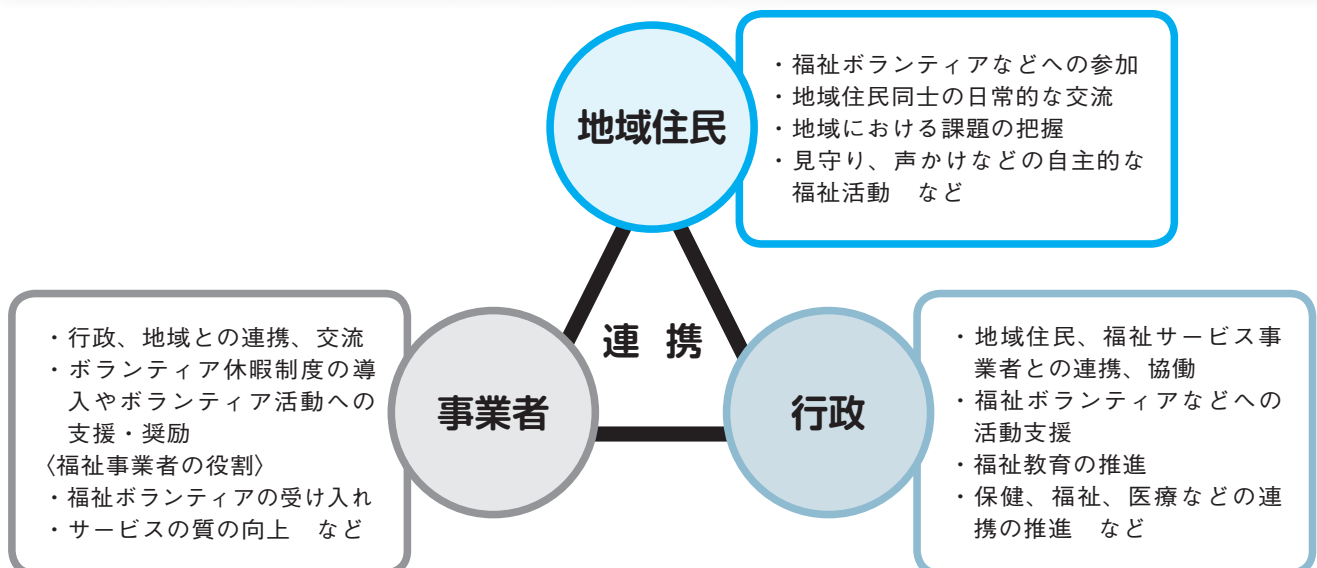 地域住民
・福祉ボランティアなどへの参加
・地域住民同士の日常的な交流
・地域における課題の把握
・見守り、声かけなどの自主的な
福祉活動　など
連 携
事業者
・行政、地域との連携、交流
・ボランティア休暇制度の導
入やボランティア活動への
支援・奨励
〈福祉事業者の役割〉
・福祉ボランティアの受け入れ
・サービスの質の向上　など
行政
・地域住民、福祉サービス事
業者との連携、協働
・福祉ボランティアなどへの
活動支援
・福祉教育の推進
・保健、福祉、医療などの連
携の推進　など